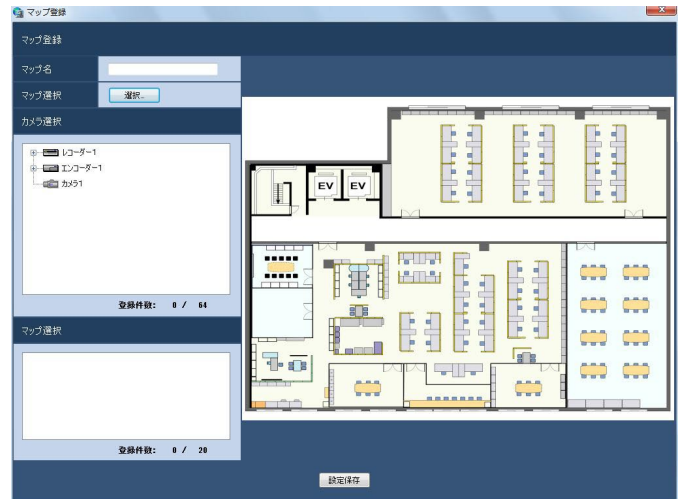 マップ登録
マップ登録
マップ名
マップ選択
選択...
カメラ選択
レコーダー1
エンコーダー1
カメラ1
登録件数: 0 / 64
マップ選択
登録件数: 0 / 20
EV
EV
設定保存